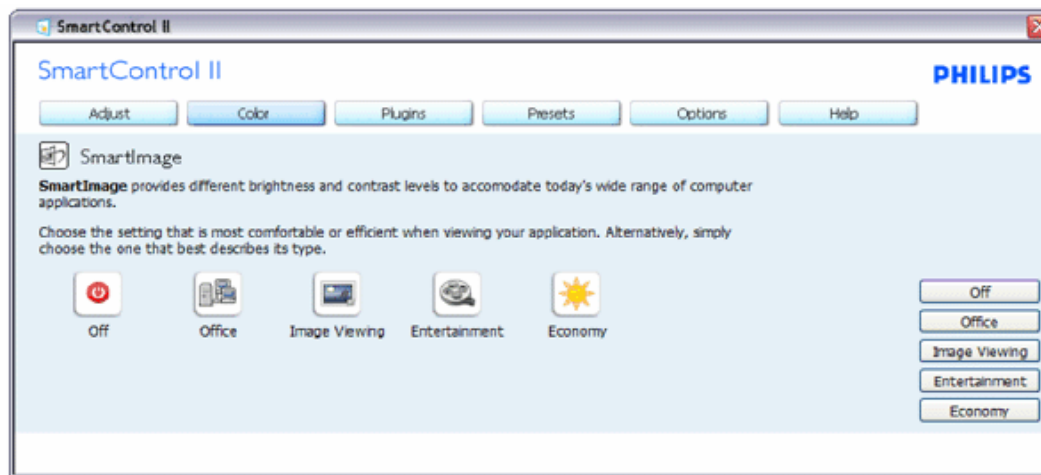 SmartControl II
SmartControl II
PHILIPS
Adjust Color Plugins Presets Options Help
SmartImage
SmartImage provides different brightness and contrast levels to accomodate today's wide range of computer
applications.
Choose the setting that is most comfortable or efficient when viewing your application. Alternatively, simply
choose the one that best describes its type.
Off Office Image Viewing Entertainment Economy
Off
Office
Image Viewing
Entertainment
Economy